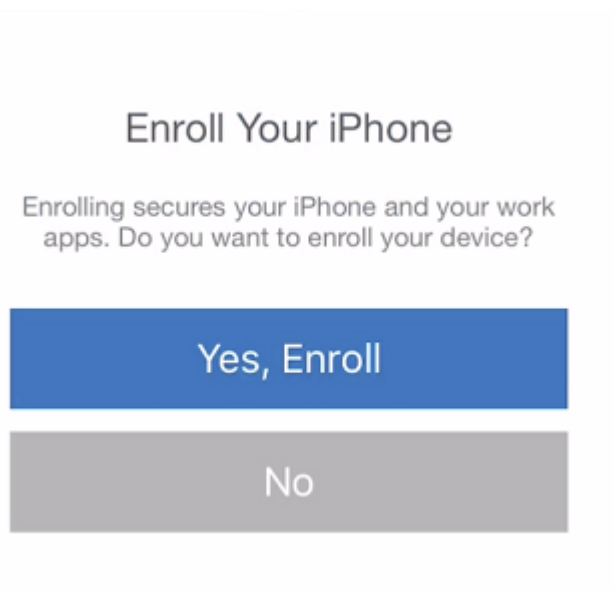 Enroll Your iPhone
Enrolling secures your iPhone and your work
apps. Do you want to enroll your device?
Yes, Enroll
No